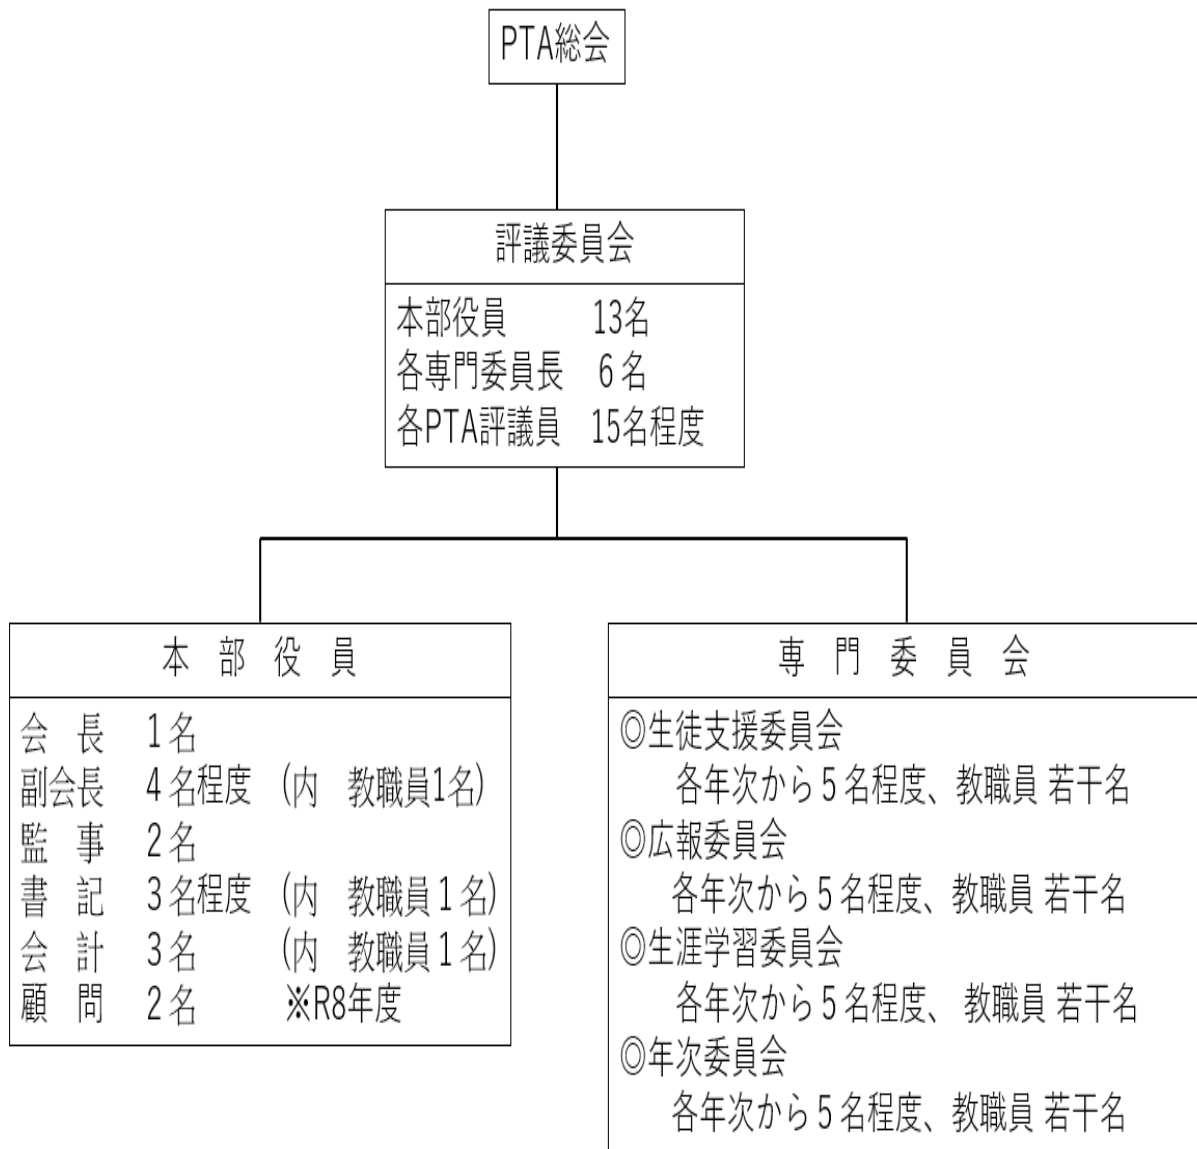 PTA総会
評議委員会
本部役員　　　13名
各専門委員長　６名
各PTA評議員　15名程度
本　部　役　員
会　長　１名
副会長　４名程度　(内　教職員1名)
監　事　２名
書　記　３名程度　(内　教職員１名)
会　計　３名　　　(内　教職員１名)
顧　問　２名　　　※R8年度
専　門　委　員　会
◎生徒支援委員会
各年次から５名程度、教職員 若干名
◎広報委員会
各年次から５名程度、教職員 若干名
◎生涯学習委員会
各年次から５名程度、 教職員 若干名
◎年次委員会
各年次から５名程度、教職員 若干名